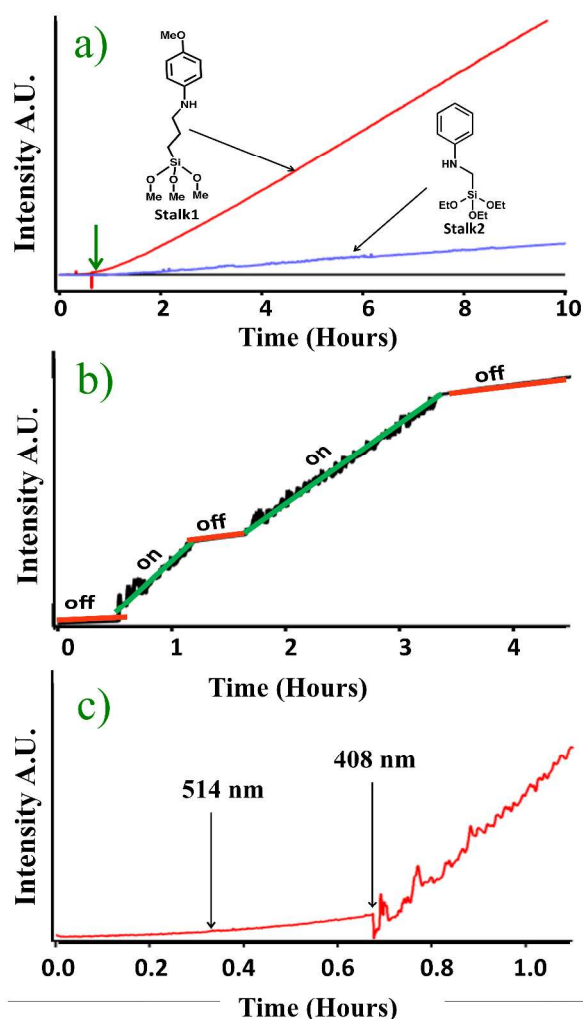 a)
Intensity A.U.
MeO
NH
Si
O O O
Me Me Me
Stalk1
HN
Si
EtO OEt
OEt
Stalk2
0 2 4 6 8 10
Time (Hours)
b)
Intensity A.U.
off
on
off
on
off
0 1 2 3 4
Time (Hours)
c)
Intensity A.U.
514 nm
408 nm
0.0 0.2 0.4 0.6 0.8 1.0
Time (Hours)